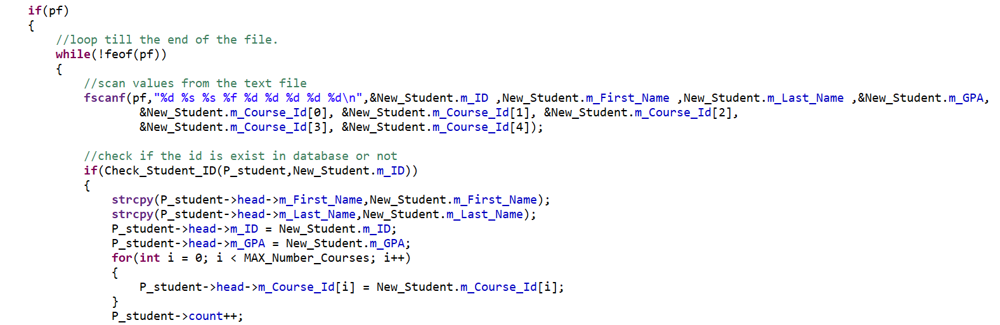 if(pf)
{
//loop till the end of the file.
while(!feof(pf))
{
//scan values from the text file
fscanf(pf,"%d %s %s %f %d %d %d %d %d\n",&New_Student.m_ID ,New_Student.m_First_Name ,New_Student.m_Last_Name ,&New_Student.m_GPA,
&New_Student.m_Course_Id[0], &New_Student.m_Course_Id[1], &New_Student.m_Course_Id[2],
&New_Student.m_Course_Id[3], &New_Student.m_Course_Id[4]);
//check if the id is exist in database or not
if(Check_Student_ID(P_student,New_Student.m_ID))
{
strcpy(P_student->head->m_First_Name,New_Student.m_First_Name);
strcpy(P_student->head->m_Last_Name,New_Student.m_Last_Name);
P_student->head->m_ID = New_Student.m_ID;
P_student->head->m_GPA = New_Student.m_GPA;
for(int i = 0; i < MAX_Number_Courses; i++)
{
P_student->head->m_Course_Id[i] = New_Student.m_Course_Id[i];
}
P_student->count++;